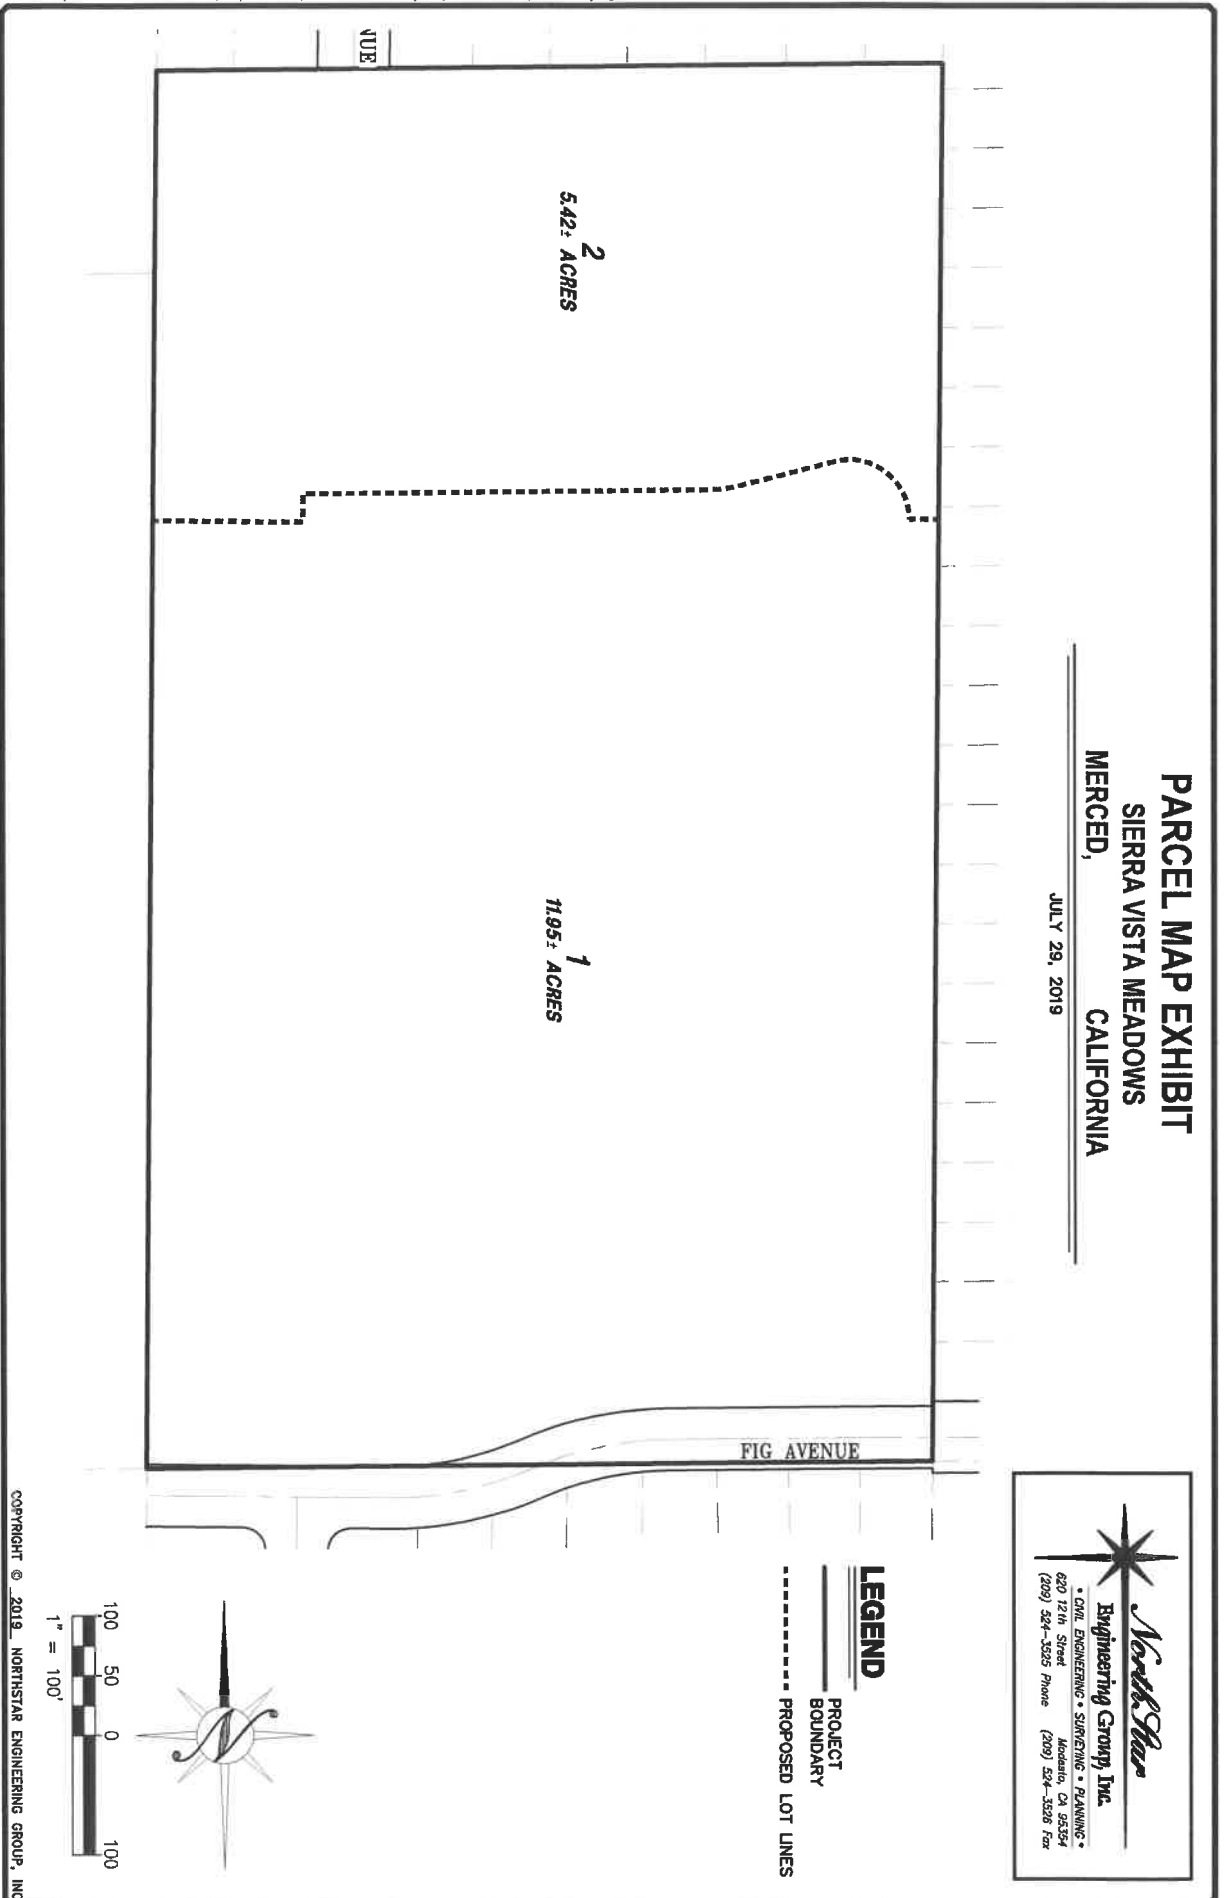 PARCEL MAP EXHIBIT
SIERRA VISTA MEADOWS
MERCED, CALIFORNIA
JULY 29, 2019
NorthStar
Engineering Group, Inc.
• CIVIL ENGINEERING • SURVEYING • PLANNING •
620 12th Street Modesto, CA 95354
(209) 524-3525 Phone (209) 524-3526 Fax
NUE
2
5.42± ACRES
1
11.95± ACRES
FIG AVENUE
LEGEND
PROJECT
BOUNDARY
PROPOSED LOT LINES
N
100 50 0 100
1" = 100'
COPYRIGHT © 2019 NORTHSTAR ENGINEERING GROUP, INC